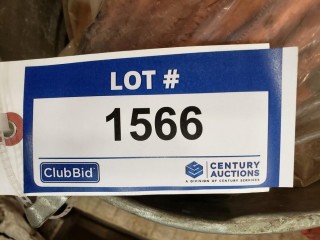 LOT #
1566
ClubBid
CENTURY
AUCTIONS
A DIVISION OF CENTURY SERVICES